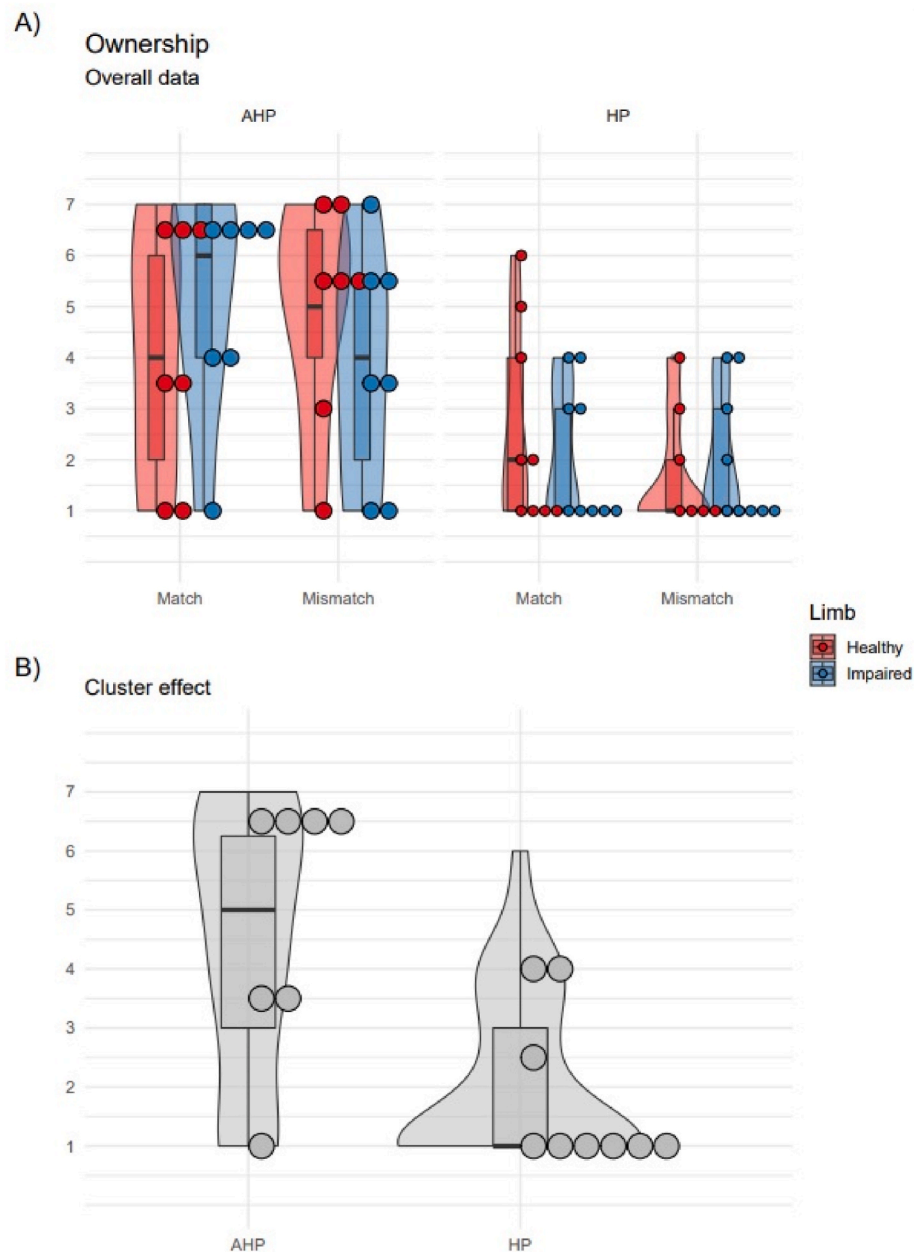 A)
Ownership
Overall data
AHP HP
7
6
5
4
3
2
1
Match Mismatch Match Mismatch
Limb
Healthy
Impaired
B)
Cluster effect
7
6
5
4
3
2
1
AHP HP